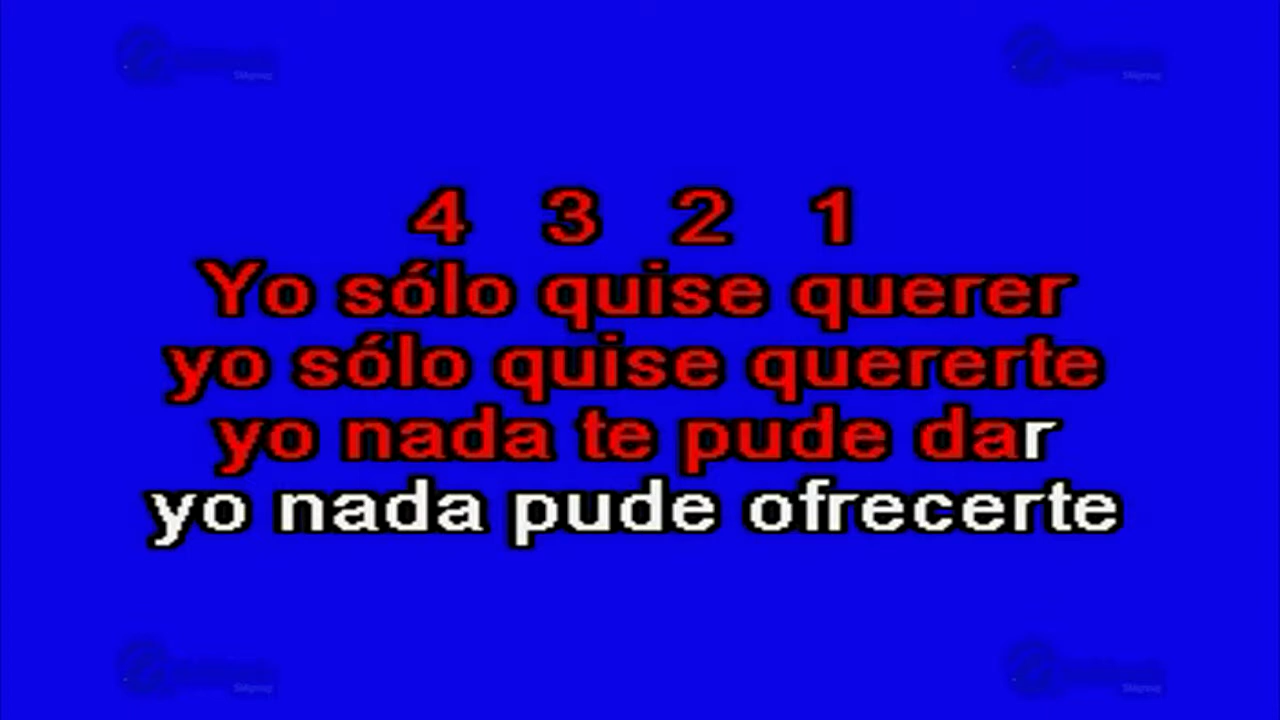 4 3 2 1
Yo sólo quise querer
yo sólo quise quererte
yo nada te pude dar
yo nada pude ofrecerte